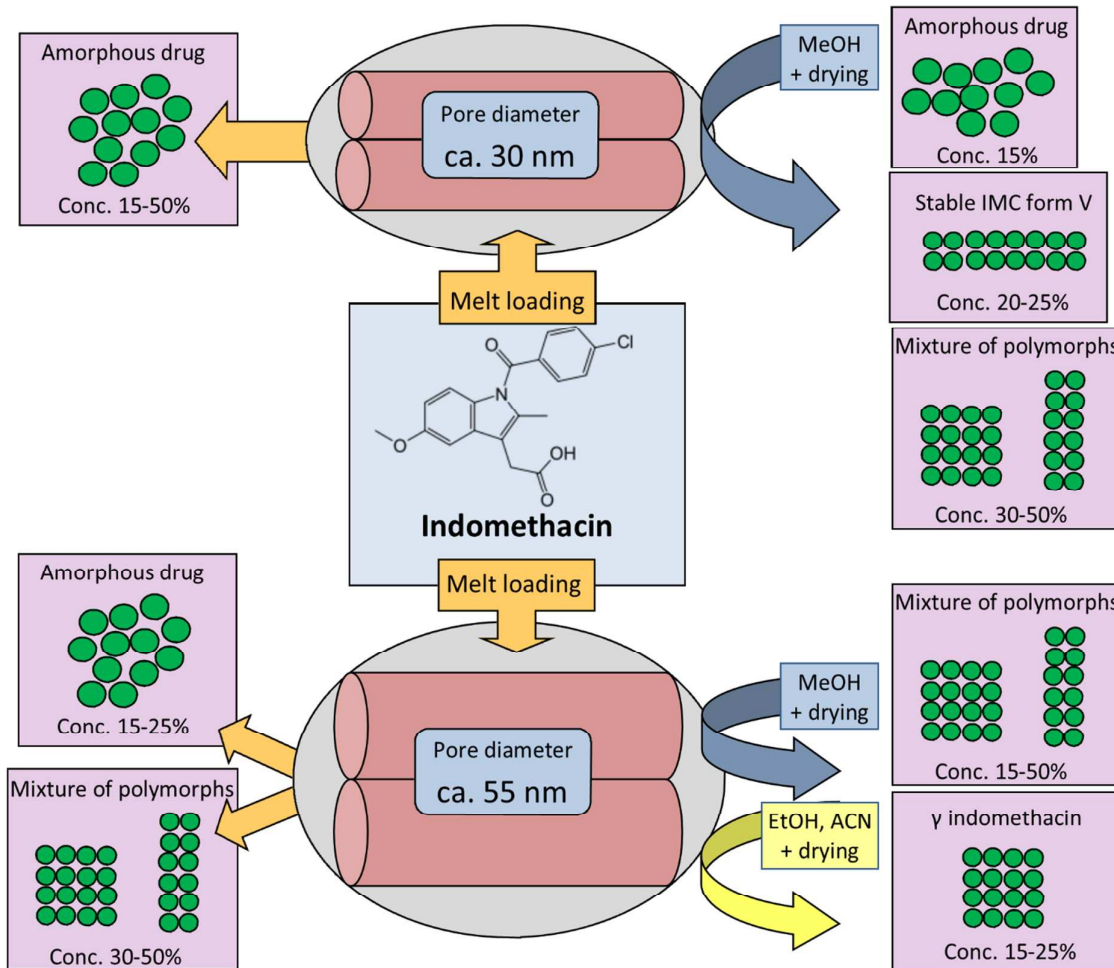 Amorphous drug
Conc. 15-50%
Pore diameter
ca. 30 nm
MeOH
+ drying
Amorphous drug
Conc. 15%
Stable IMC form V
Conc. 20-25%
Mixture of polymorphs
Conc. 30-50%
Melt loading
Cl
O
N
O
OH
O
Indomethacin
Melt loading
Amorphous drug
Conc. 15-25%
Mixture of polymorphs
Conc. 30-50%
Pore diameter
ca. 55 nm
MeOH
+ drying
EtOH, ACN
+ drying
Mixture of polymorphs
Conc. 15-50%
γ indomethacin
Conc. 15-25%